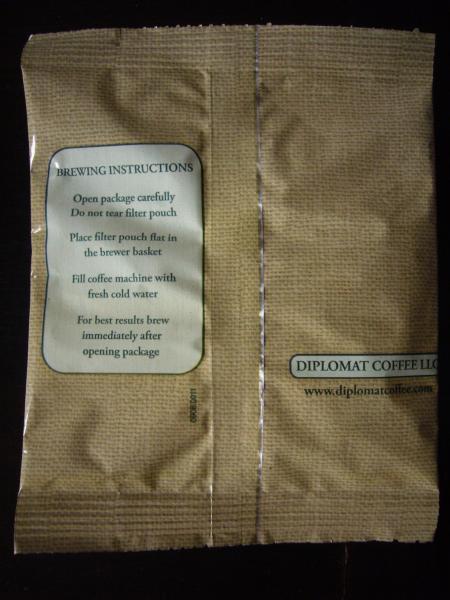 BREWING INSTRUCTIONS
Open package carefully
Do not tear filter pouch
Place filter pouch flat in
the brewer basket
Fill coffee machine with
fresh cold water
For best results brew
immediately after
opening package
DIPLOMAT COFFEE LLC
www.diplomatcoffee.com